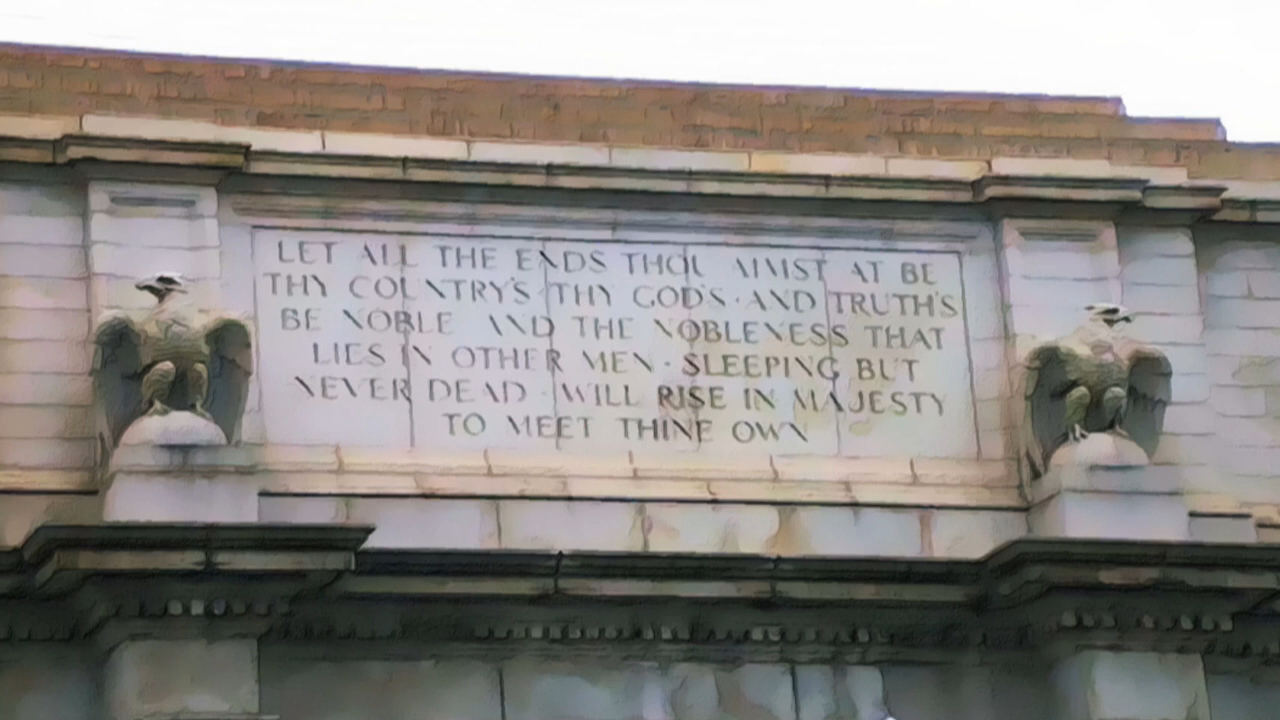 LET ALL THE ENDS THOU AIMST AT BE
THY COUNTRY'S · THY GOD'S · AND TRUTH'S
BE NOBLE AND THE NOBLENESS THAT
LIES IN OTHER MEN · SLEEPING BUT
NEVER DEAD · WILL RISE IN MAJESTY
TO MEET THINE OWN